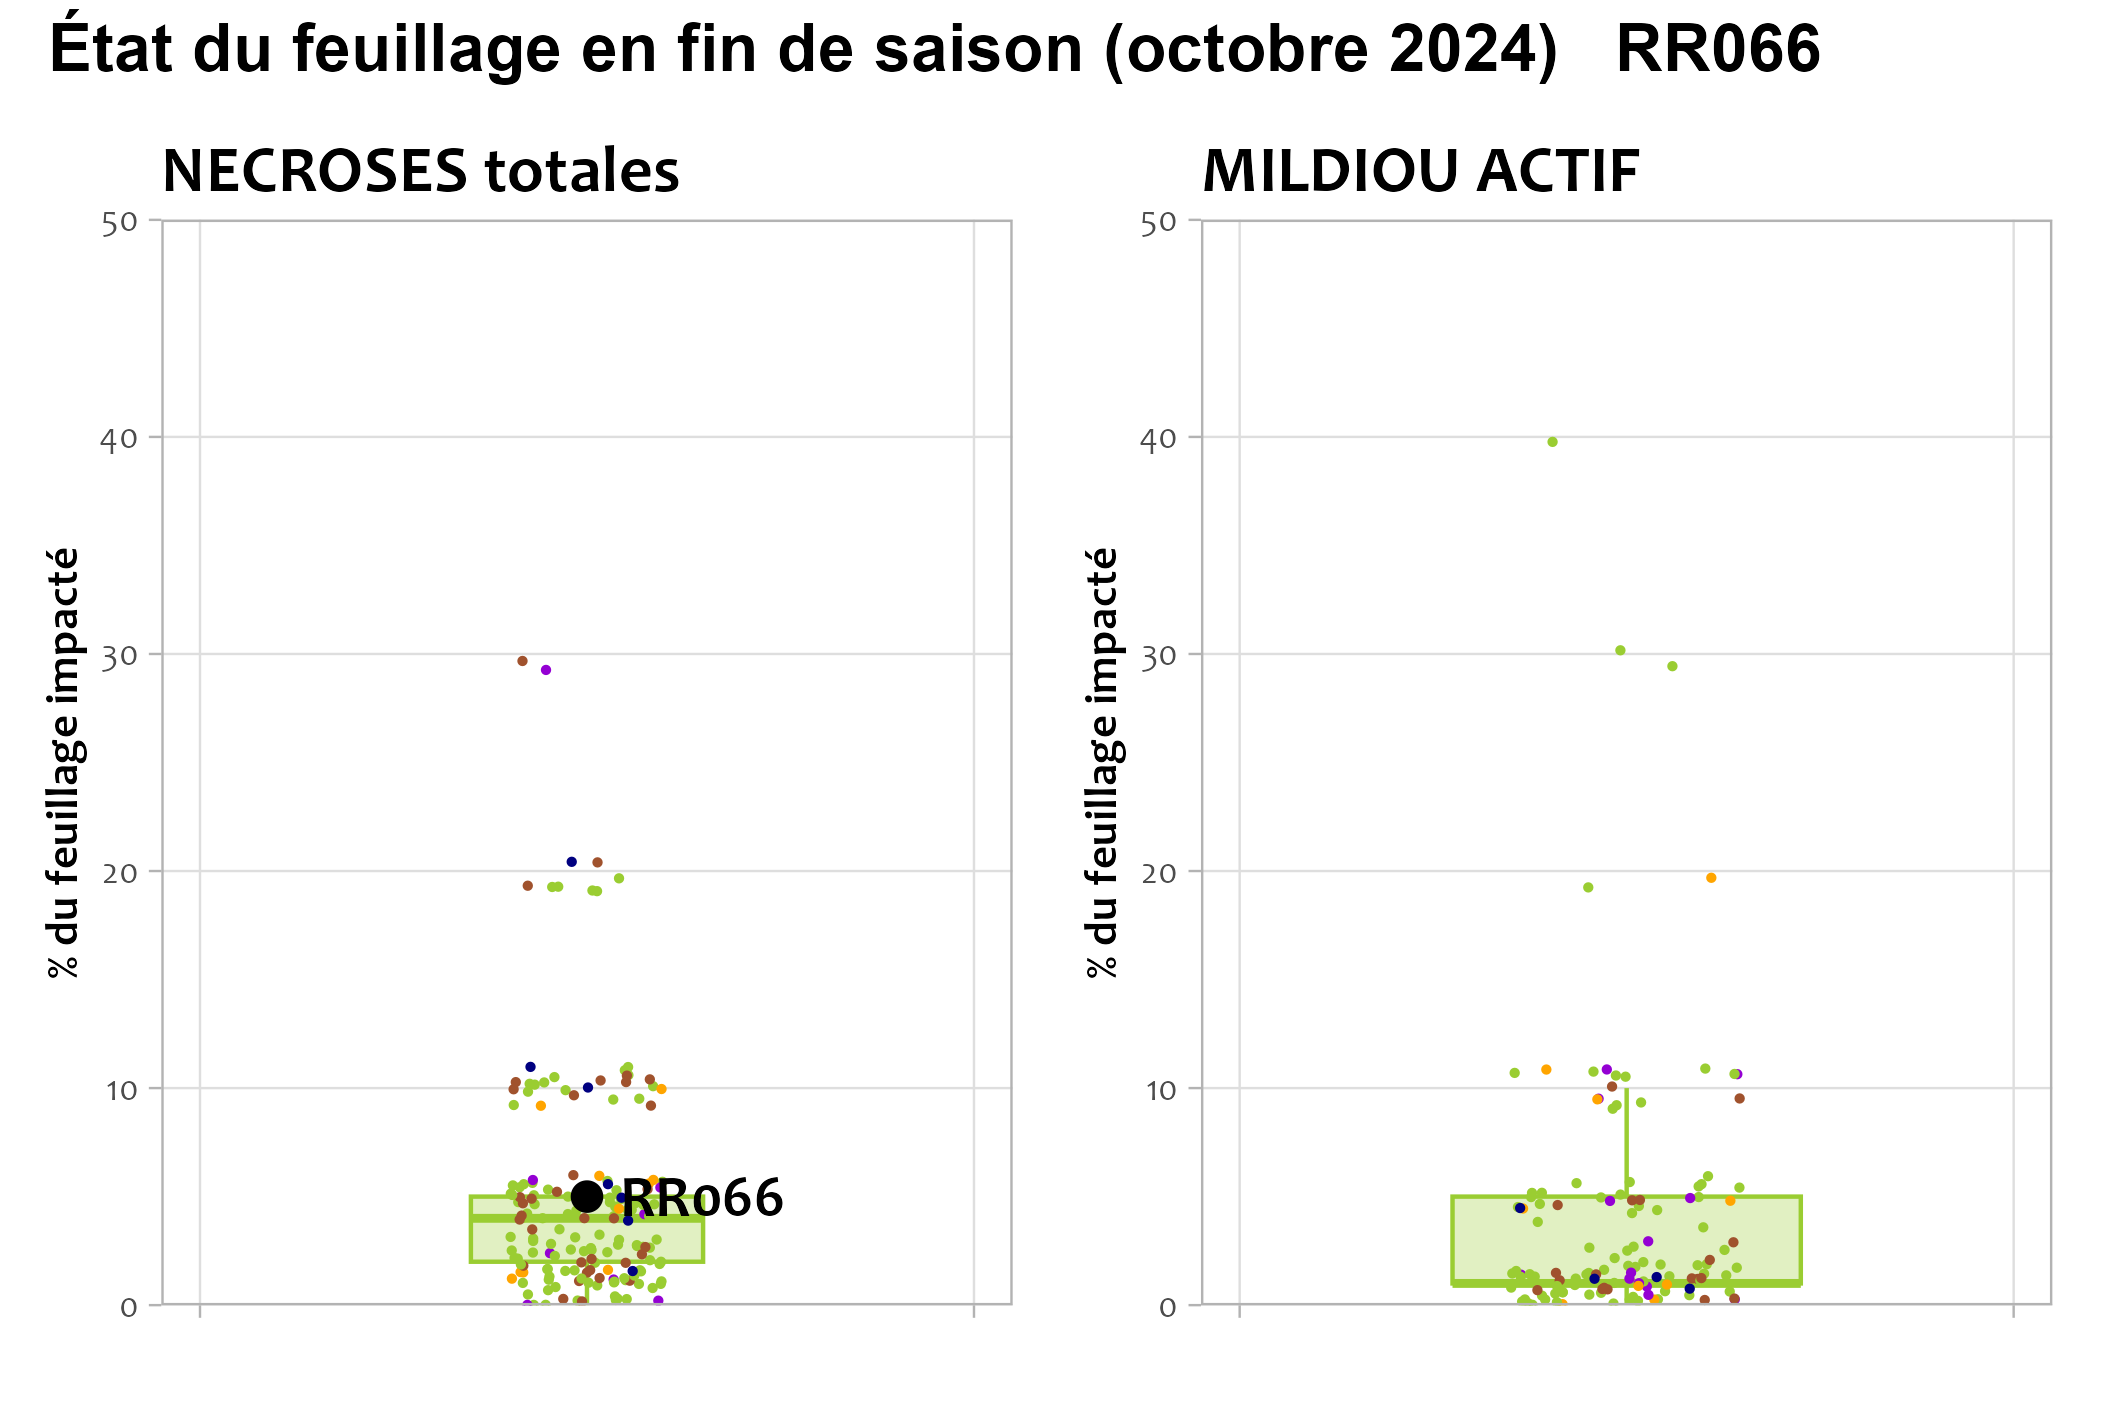 État du feuillage en fin de saison (octobre 2024) RR066
NECROSES totales
MILDIOU ACTIF
% du feuillage impacté
50
40
30
20
10
0
RR066
% du feuillage impacté
50
40
30
20
10
0